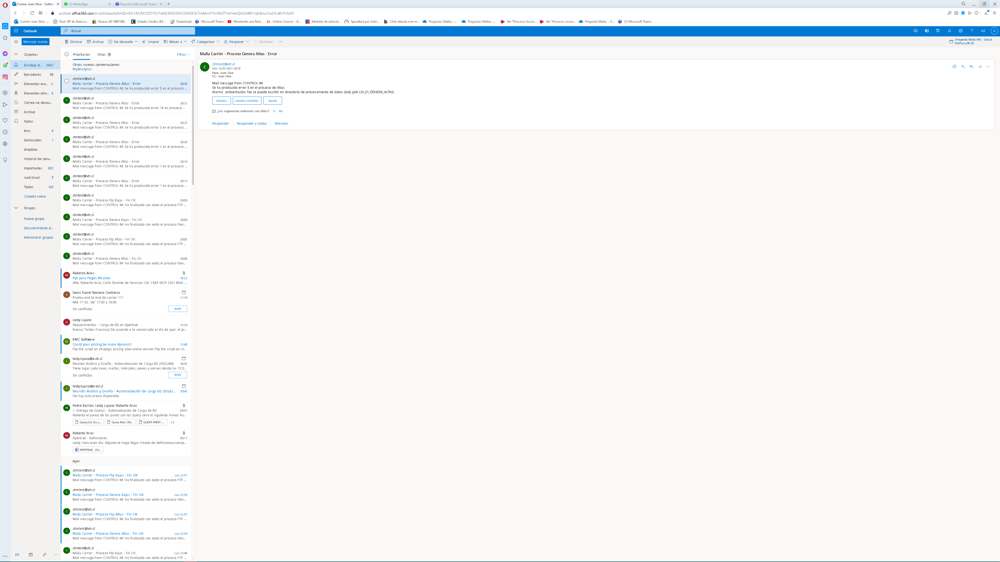 Correo: Juan Silva - Outlook
(1) WhatsApp
Reunión | Microsoft Teams
outlook.office365.com/mail/inbox/id/
Correo: Juan Silva -...
Pack SIP de Autoco...
Nuevo 20-180X100...
Estados Unidos (EE...
Downloads
Microsoft Teams
Montando una Red...
Online Courses - A...
Medidor de velocid...
Speedtest por Ookl...
Chile debuta este m...
Proyectos Mallas -...
Proyectos Mallas -...
Ver "Procesos Incon...
Ver "Procesos incon...
Proyecto Mallas - O...
(1) Microsoft Teams
Outlook
Buscar
JS
Mensaje nuevo
Eliminar
Archivo
No deseado
Limpiar
Mover a
Categorizar
Posponer
Deshacer
[Proyecto Malla M1] - Sala d
Mañana 08:30
Carpetas
Bandeja d... 3062
Borradores 98
Elementos env... 11
Elementos elim... 6
Correo no desea...
Archivo
Notas
bmc 4
Destacados 1
dropbox
Historial de conv...
Importantes 803
Junk Email 7
Todos 160
Carpeta nueva
Grupos
Nuevo grupo
Descubrimiento d...
Administrar grupos
Prioritarios
Otros 1
Filtrar
Otros: nuevas conversaciones
MyAnalytics
ctmtest@vtr.cl
Malla Carrier - Proceso Genera Altas - Error 20:38
Mail message from CONTROL-M: Se ha producido error 5 en el proceso ...
C
ctmtest@vtr.cl
Malla Carrier - Proceso Genera Altas - Error 20:32
Mail message from CONTROL-M: Se ha producido error 16 en proceso ...
C
ctmtest@vtr.cl
Malla Carrier - Proceso Genera Altas - Error 20:25
Mail message from CONTROL-M: Se ha producido error 3 en el proceso ...
C
ctmtest@vtr.cl
Malla Carrier - Proceso Genera Altas - Error 20:20
Mail message from CONTROL-M: Se ha producido error 2 en el proceso ...
C
ctmtest@vtr.cl
Malla Carrier - Proceso Genera Altas - Error 20:16
Mail message from CONTROL-M: Se ha producido error 1 en el proceso ...
C
ctmtest@vtr.cl
Malla Carrier - Proceso Genera Altas - Error 20:13
Mail message from CONTROL-M: Se ha producido error 1 en el proceso ...
C
ctmtest@vtr.cl
Malla Carrier - Proceso Ftp Bajas - Fin OK 20:09
Mail message from CONTROL-M: Ha finalizado con exito el proceso FTP ...
C
ctmtest@vtr.cl
Malla Carrier - Proceso Genera Bajas - Fin OK 20:09
Mail message from CONTROL-M: Ha finalizado con exito el proceso Gen...
C
ctmtest@vtr.cl
Malla Carrier - Proceso Ftp Altas - Fin OK 20:05
Mail message from CONTROL-M: Ha finalizado con exito el proceso FTP ...
C
ctmtest@vtr.cl
Malla Carrier - Proceso Genera Altas - Fin OK 20:04
Mail message from CONTROL-M: Ha finalizado con exito el proceso Gen...
RA
Roberto Arias
Ppt para Pagos Masivos 18:22
Atte, Roberto Arias Carlo Gerente de Servicios Cel: +569 8829 2381 Mail: ...
D
Denis Nairel Romero Contreras
Prueba end to end de carrier 111 17:39
Mié 17-02, 'de' 17:00 a 18:00
Sin conflictos RSVP
LL
Leidy Lujano
Requerimientos - Carga de BD en Xpertrak 15:26
Buenas Tardes Francisco De acuerdo a lo conversado el dia de ayer, el pr...
BS
BMC Software
Could your pricing be more dynamic? 13:40
Flip the script on strategic pricing View online version Flip the script on st...
L
leidy.lujano@e.vtr.cl
Reunión Análisis y Diseño - Automatización de Carga BD (GIS/UIM) 10:43
Tiene lugar cada lunes, martes, miércoles, jueves y viernes desde las 12:0...
Sin conflictos RSVP
L
leidy.lujano@e.vtr.cl
Reunión Análisis y Diseño - Automatización de Carga BD (GIS/U... 10:43
No hay vista previa disponible.
PB
Pedro Barrios; Leidy Lujano; Roberto Arias
Entrega de Querys - Automatización de Carga de BD 09:55
Roberto el pareo de los punto con los query sería el siguiente: Pareo: Pu...
Query Dir Gis.s... Query Mac CM... QUERY XPERT ... +2
RA
Roberto Arias
Xpertrak - Definiciones 09:11
Leidy, hola buen día. Adjunto te hago llegar listado de definiciones/comp...
XPERTRAK - De...
Ayer
C
ctmtest@vtr.cl
Malla Carrier - Proceso Ftp Bajas - Fin OK Lun 22:57
Mail message from CONTROL-M: Ha finalizado con exito el proceso FTP ...
C
ctmtest@vtr.cl
Malla Carrier - Proceso Genera Bajas - Fin OK Lun 22:56
Mail message from CONTROL-M: Ha finalizado con exito el proceso Gen...
C
ctmtest@vtr.cl
Malla Carrier - Proceso Ftp Altas - Fin OK Lun 22:55
Mail message from CONTROL-M: Ha finalizado con exito el proceso FTP ...
C
ctmtest@vtr.cl
Malla Carrier - Proceso Genera Altas - Fin OK Lun 22:54
Mail message from CONTROL-M: Ha finalizado con exito el proceso Gen...
C
ctmtest@vtr.cl
Malla Carrier - Proceso Ftp Bajas - Fin OK Lun 22:48
Mail message from CONTROL-M: Ha finalizado con exito el proceso FTP ...
Malla Carrier - Proceso Genera Altas - Error
C
ctmtest@vtr.cl
Mar 16-02-2021 20:38
Para: Juan Silva
CC: Juan Silva
Mail message from CONTROL-M:
Se ha producido error 5 en el proceso de Altas.
Alarma ambientación: No se puede escribir en directorio de procesamiento de datos (dat) (job LDI_01_GENERA_ALTAS)
Saludos. Saludos cordiales. Ayuda
¿Las sugerencias anteriores son útiles? Sí No
Responder Responder a todos Reenviar